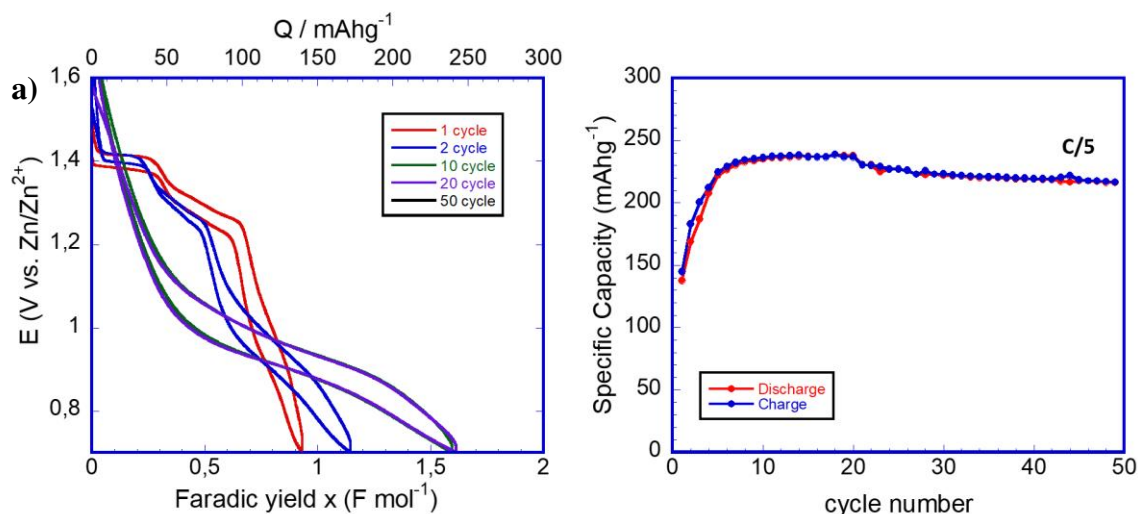 Q / mAhg⁻¹
0 50 100 150 200 250 300
a)
E (V vs. Zn/Zn²⁺)
1,6
1,4
1,2
1
0,8
1 cycle
2 cycle
10 cycle
20 cycle
50 cycle
0 0,5 1 1,5 2
Faradic yield x (F mol⁻¹)
Specific Capacity (mAhg⁻¹)
300
250
200
150
100
50
0
C/5
Discharge
Charge
0 10 20 30 40 50
cycle number